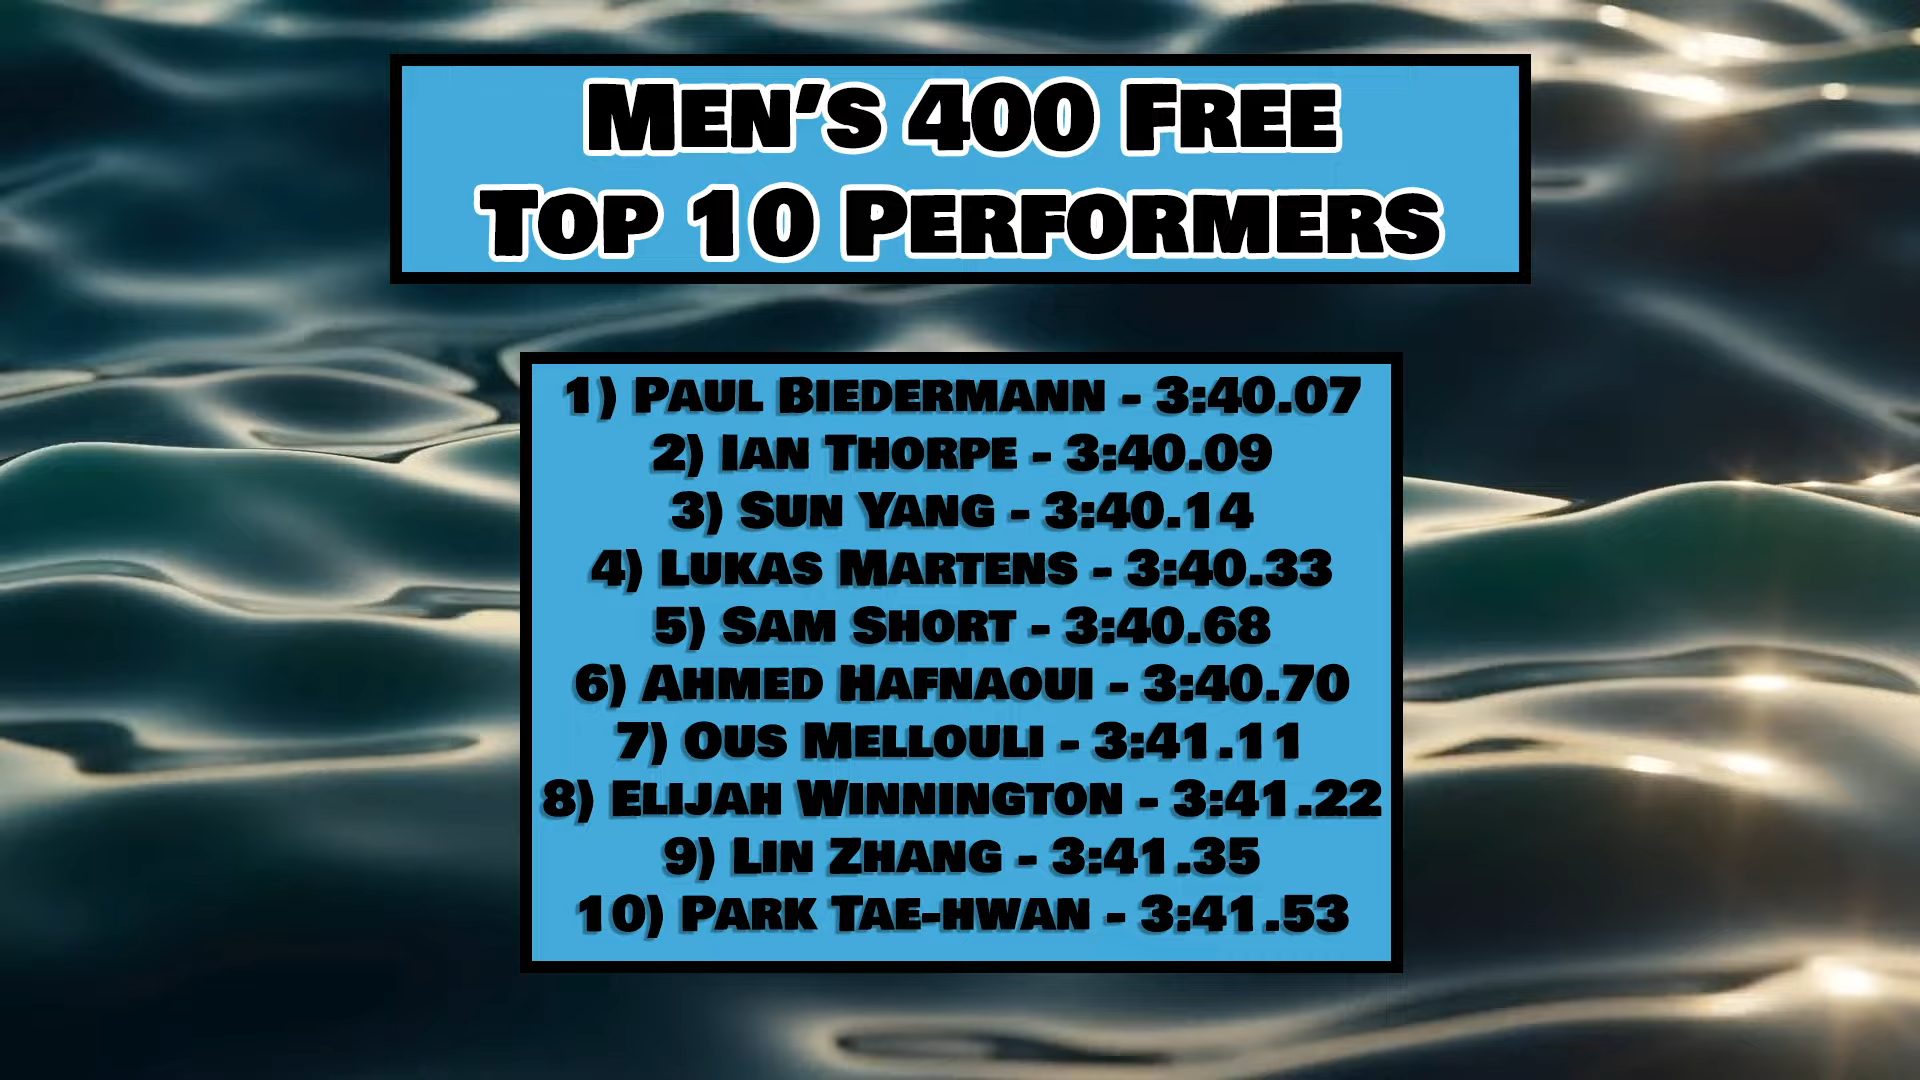 Men's 400 Free
Top 10 Performers
1) Paul Biedermann - 3:40.07
2) Ian Thorpe - 3:40.09
3) Sun Yang - 3:40.14
4) Lukas Martens - 3:40.33
5) Sam Short - 3:40.68
6) Ahmed Hafnaoui - 3:40.70
7) Ous Mellouli - 3:41.11
8) Elijah Winnington - 3:41.22
9) Lin Zhang - 3:41.35
10) Park Tae-hwan - 3:41.53